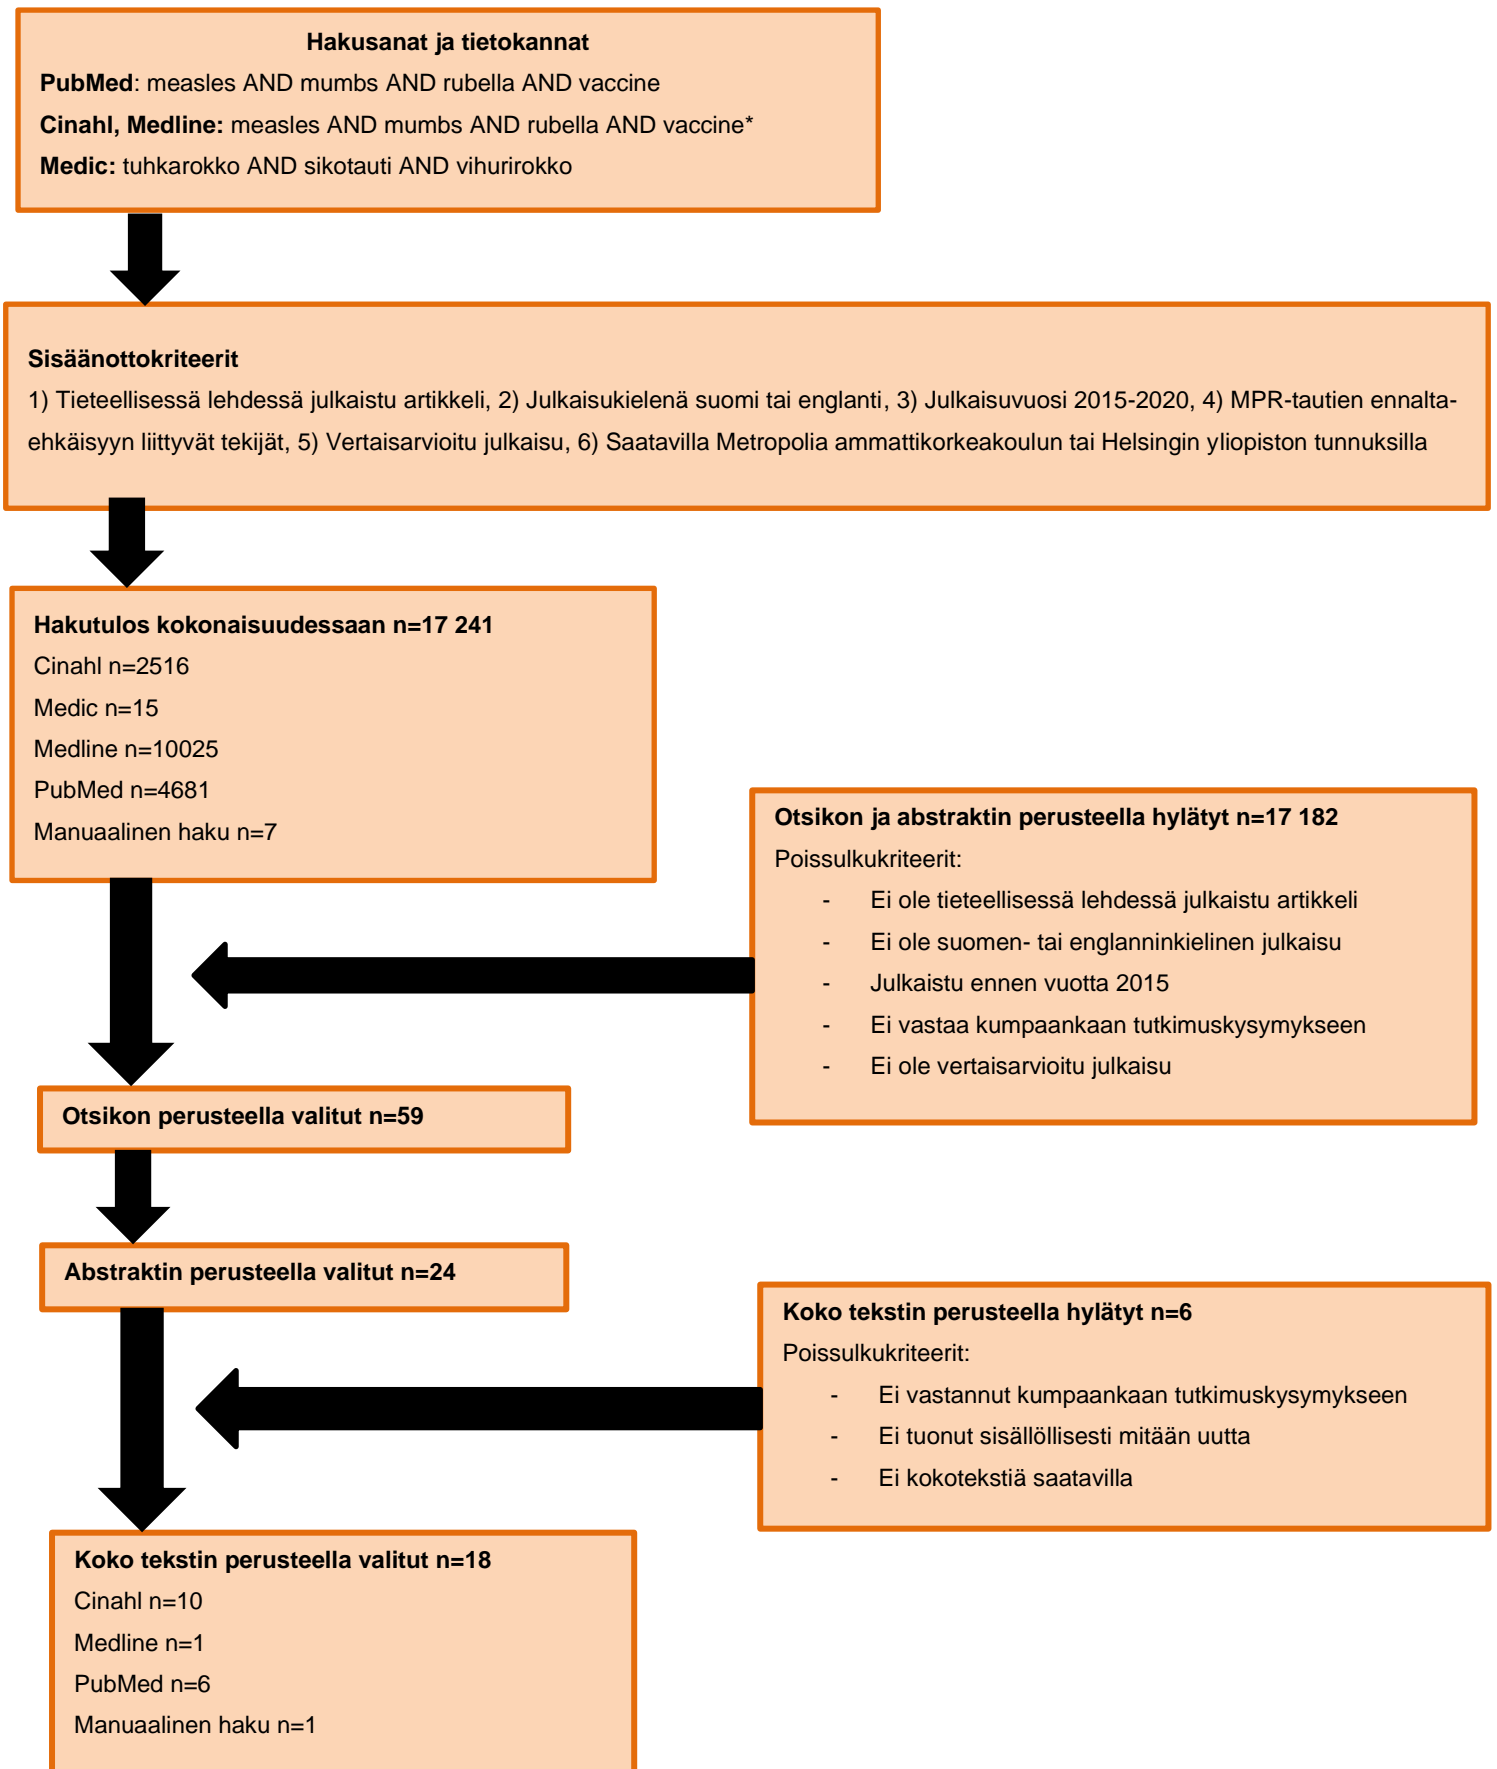 Hakusanat ja tietokannat
PubMed: measles AND mumbs AND rubella AND vaccine
Cinahl, Medline: measles AND mumbs AND rubella AND vaccine*
Medic: tuhkarokko AND sikotauti AND vihurirokko
Sisäänottokriteerit
1) Tieteellisessä lehdessä julkaistu artikkeli, 2) Julkaisukielenä suomi tai englanti, 3) Julkaisuvuosi 2015-2020, 4) MPR-tautien ennalta-
ehkäisyyn liittyvät tekijät, 5) Vertaisarvioitu julkaisu, 6) Saatavilla Metropolia ammattikorkeakoulun tai Helsingin yliopiston tunnuksilla
Hakutulos kokonaisuudessaan n=17 241
Cinahl n=2516
Medic n=15
Medline n=10025
PubMed n=4681
Manuaalinen haku n=7
Otsikon ja abstraktin perusteella hylätyt n=17 182
Poissulkukriteerit:
- Ei ole tieteellisessä lehdessä julkaistu artikkeli
- Ei ole suomen- tai englanninkielinen julkaisu
- Julkaistu ennen vuotta 2015
- Ei vastaa kumpaankaan tutkimuskysymykseen
- Ei ole vertaisarvioitu julkaisu
Otsikon perusteella valitut n=59
Abstraktin perusteella valitut n=24
Koko tekstin perusteella hylätyt n=6
Poissulkukriteerit:
- Ei vastannut kumpaankaan tutkimuskysymykseen
- Ei tuonut sisällöllisesti mitään uutta
- Ei kokotekstiä saatavilla
Koko tekstin perusteella valitut n=18
Cinahl n=10
Medline n=1
PubMed n=6
Manuaalinen haku n=1